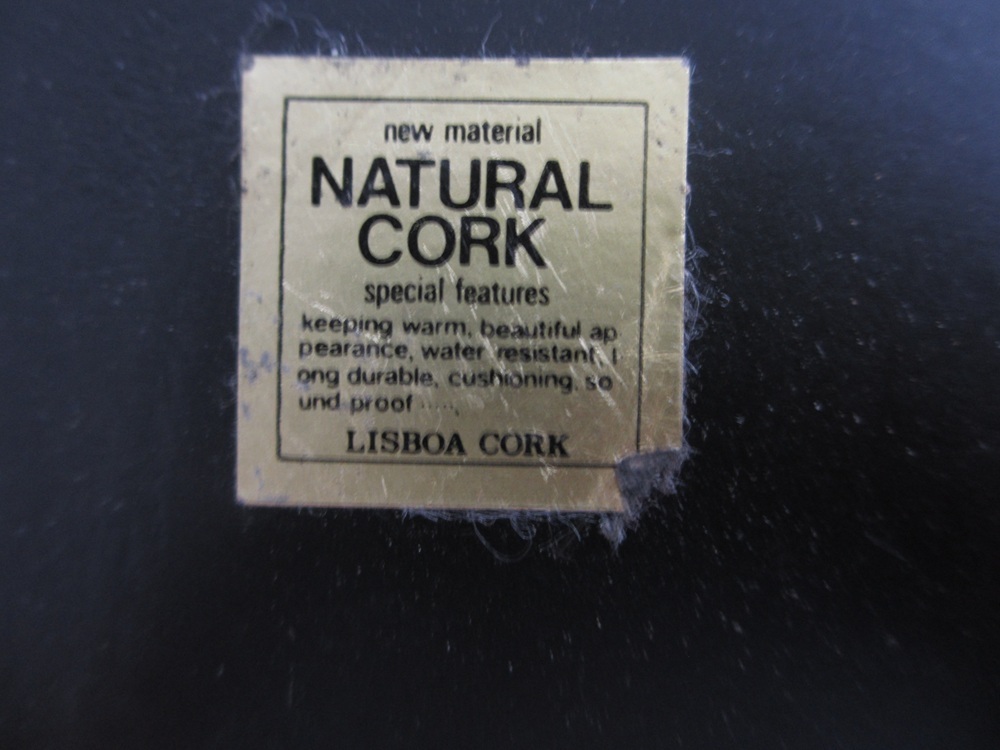 new material
NATURAL
CORK
special features
keeping warm, beautiful ap
pearance, water resistant, l
ong durable, cushioning, so
und proof ·····,
LISBOA CORK